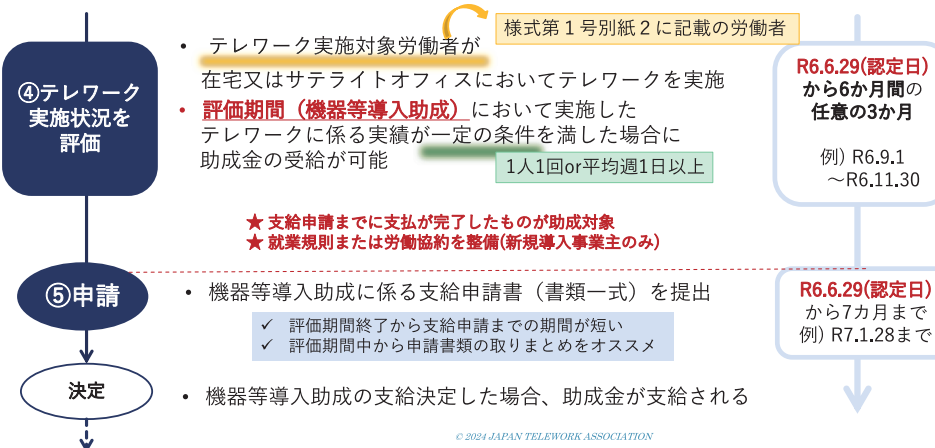 様式第１号別紙２に記載の労働者
④テレワーク
実施状況を
評価
• テレワーク実施対象労働者が
在宅又はサテライトオフィスにおいてテレワークを実施
• 評価期間（機器等導入助成）において実施した
テレワークに係る実績が一定の条件を満した場合に
助成金の受給が可能
1人1回or平均週1日以上
R6.6.29(認定日)
から6か月間の
任意の3か月
例) R6.9.1
～R6.11.30
★ 支給申請までに支払が完了したものが助成対象
★ 就業規則または労働協約を整備(新規導入事業主のみ)
⑤申請
• 機器等導入助成に係る支給申請書（書類一式）を提出
✓ 評価期間終了から支給申請までの期間が短い
✓ 評価期間中から申請書類の取りまとめをオススメ
R6.6.29(認定日)
から7カ月まで
例) R7.1.28まで
決定
• 機器等導入助成の支給決定した場合、助成金が支給される
© 2024 JAPAN TELEWORK ASSOCIATION